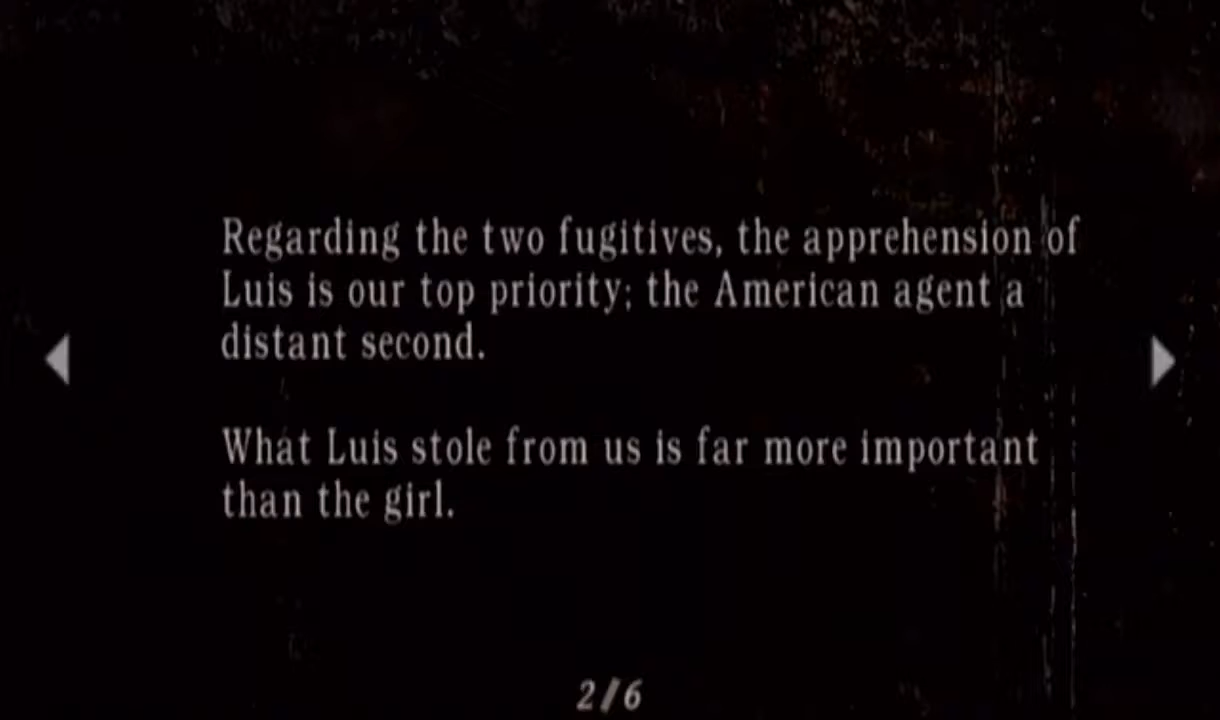 Regarding the two fugitives, the apprehension of
Luis is our top priority; the American agent a
distant second.
What Luis stole from us is far more important
than the girl.
2/6